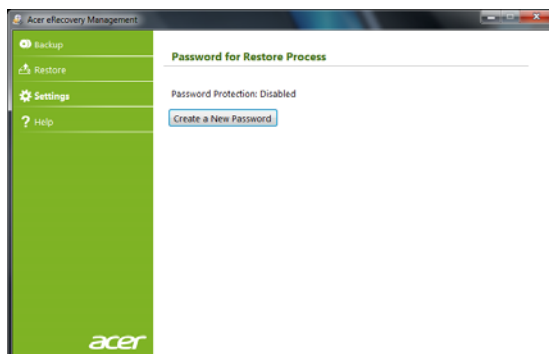 Acer eRecovery Management
Backup
Restore
Settings
Help
Password for Restore Process
Password Protection: Disabled
Create a New Password
acer